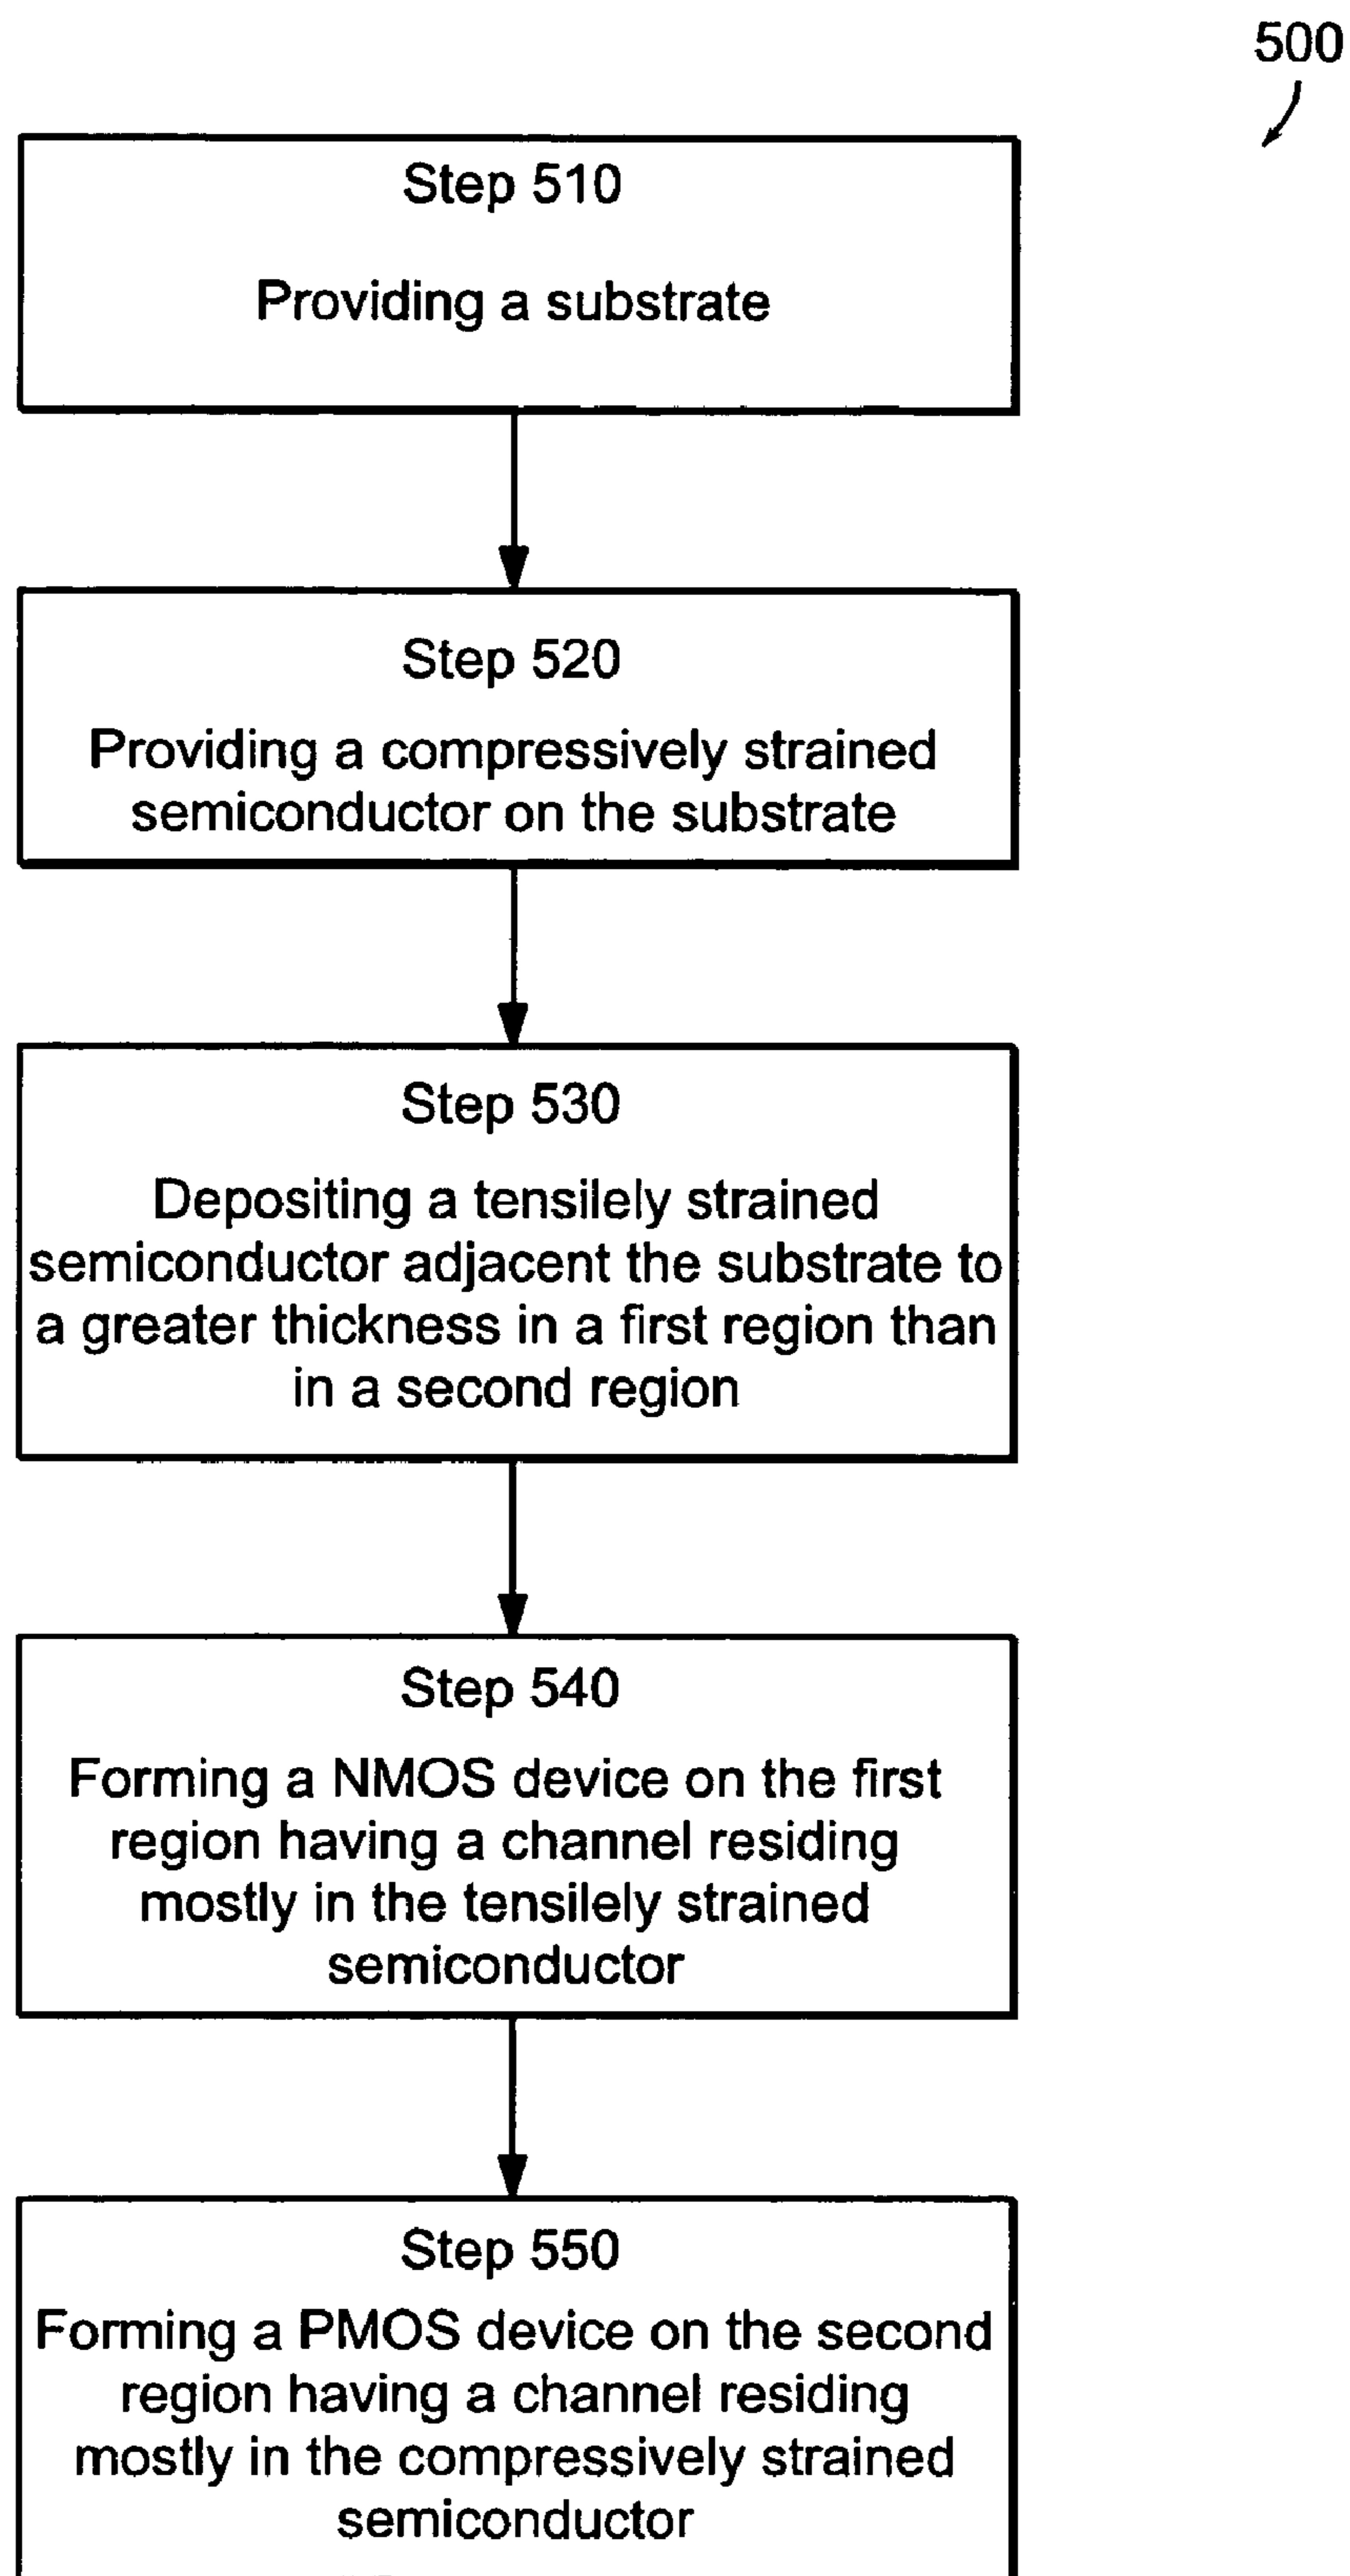 500
Step 510
Providing a substrate
Step 520
Providing a compressively strained
semiconductor on the substrate
Step 530
Depositing a tensilely strained
semiconductor adjacent the substrate to
a greater thickness in a first region than
in a second region
Step 540
Forming a NMOS device on the first
region having a channel residing
mostly in the tensilely strained
semiconductor
Step 550
Forming a PMOS device on the second
region having a channel residing
mostly in the compressively strained
semiconductor